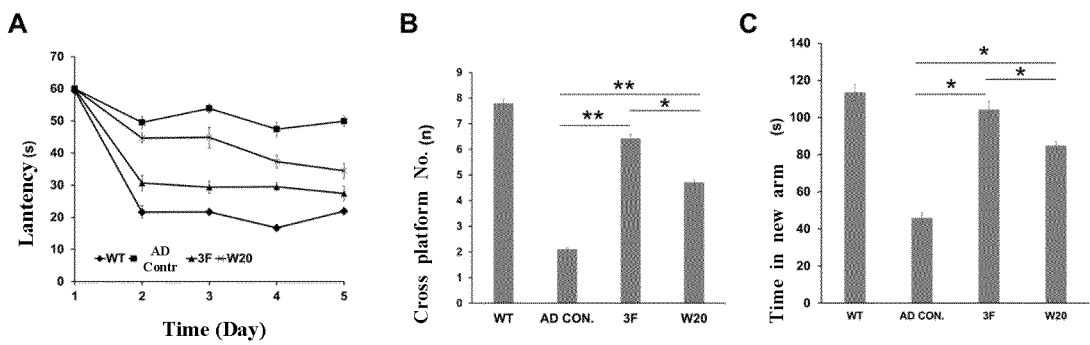 A
70
60
50
40
30
20
10
0
Lantency (s)
WT AD Contr 3F W20
1 2 3 4 5
Time (Day)
B
9
8
7
6
5
4
3
2
1
0
Cross platform No. (n)
**
** *
WT AD CON. 3F W20
C
140
120
100
80
60
40
20
0
Time in new arm (s)
*
* *
WT AD CON. 3F W20